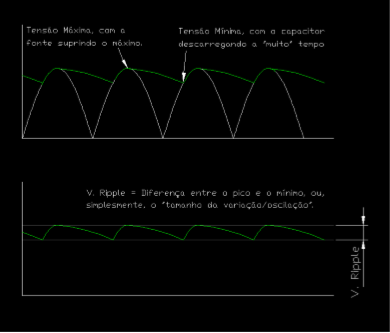 Tensão Máxima, com a
fonte suprindo o máximo.
Tensão Mínima, com o capacitor
descarregando a "muito" tempo
V. Ripple = Diferença entre o pico e o mínimo, ou,
simplesmente, o "tamanho da variação/oscilação".
V. Ripple